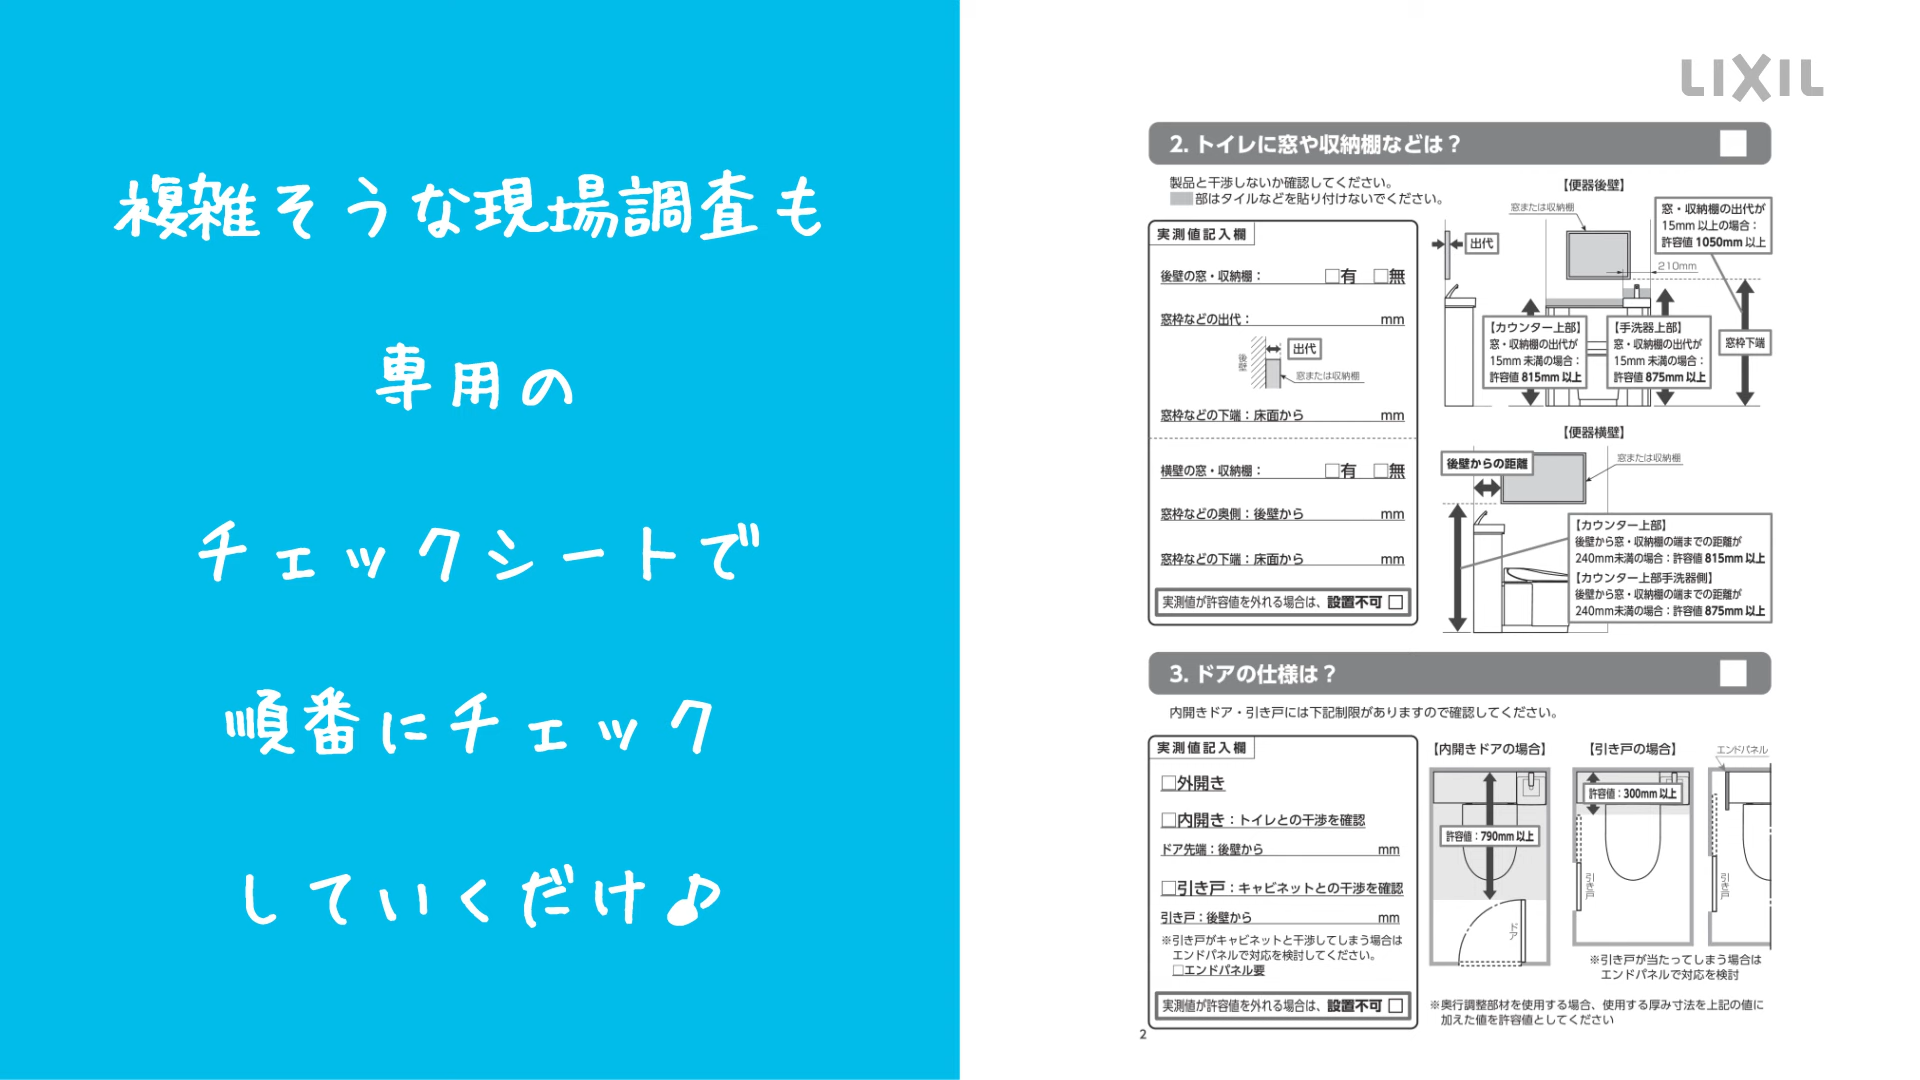 複雑そうな現場調査も
専用の
チェックシートで
順番にチェック
していくだけ♪
LIXIL
2. トイレに窓や収納棚などは？
製品と干渉しないか確認してください。
部はタイルなどを貼り付けないでください。
実測値記入欄
後壁の窓・収納棚： □有 □無
窓枠などの出代： mm
後壁
出代
窓または収納棚
窓枠などの下端：床面から mm
横壁の窓・収納棚： □有 □無
窓枠などの奥側：後壁から mm
窓枠などの下端：床面から mm
実測値が許容値を外れる場合は、設置不可 □
【便器後壁】
窓または収納棚
出代
窓・収納棚の出代が
15mm 以上の場合：
許容値 1050mm 以上
210mm
【カウンター上部】
窓・収納棚の出代が
15mm 未満の場合：
許容値 815mm 以上
【手洗器上部】
窓・収納棚の出代が
15mm 未満の場合：
許容値 875mm 以上
窓枠下端
【便器横壁】
後壁からの距離
窓または収納棚
【カウンター上部】
後壁から窓・収納棚の端までの距離が
240mm未満の場合：許容値 815mm 以上
【カウンター上部手洗器側】
後壁から窓・収納棚の端までの距離が
240mm未満の場合：許容値 875mm 以上
3. ドアの仕様は？
内開きドア・引き戸には下記制限がありますので確認してください。
実測値記入欄
□外開き
□内開き：トイレとの干渉を確認
ドア先端：後壁から mm
□引き戸：キャビネットとの干渉を確認
引き戸：後壁から mm
※引き戸がキャビネットと干渉してしまう場合は
エンドパネルで対応を検討してください。
□エンドパネル要
実測値が許容値を外れる場合は、設置不可 □
【内開きドアの場合】
許容値：790mm 以上
ドア
【引き戸の場合】
許容値：300mm 以上
引き戸
エンドパネル
引き戸
※引き戸が当たってしまう場合は
エンドパネルで対応を検討
※奥行調整部材を使用する場合、使用する厚み寸法を上記の値に
加えた値を許容値としてください
2